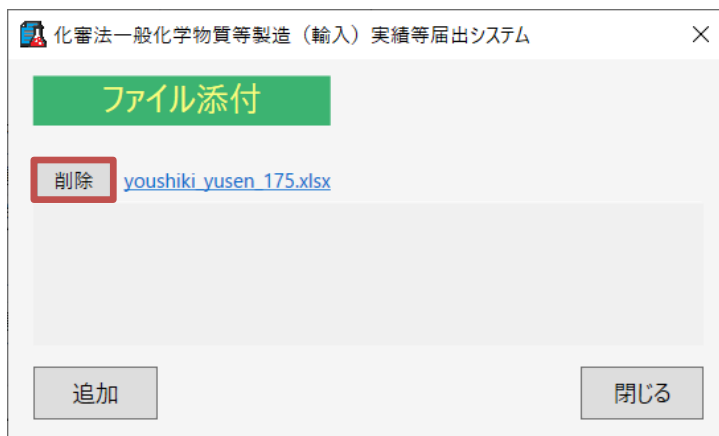 化審法一般化学物質等製造（輸入）実績等届出システム
ファイル添付
削除 youshiki_yusen_175.xlsx
追加 閉じる